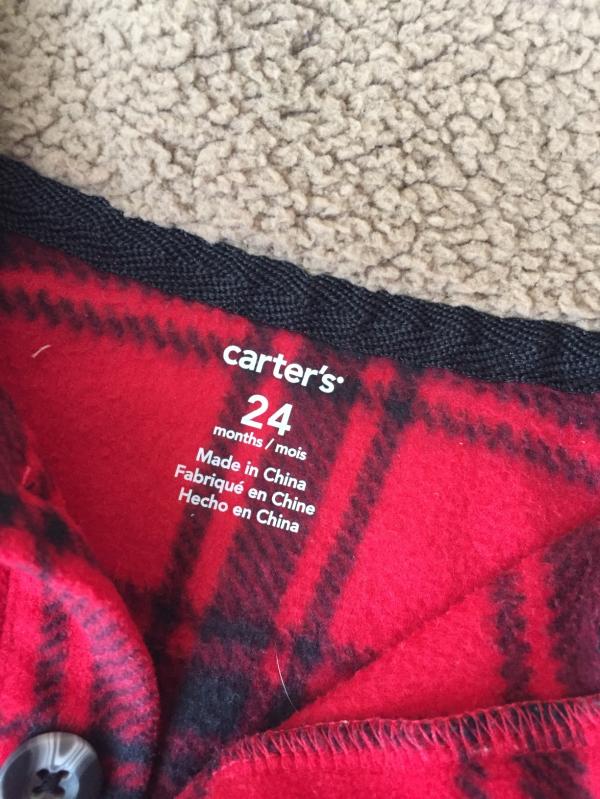 carter's
24
months / mois
Made in China
Fabriqué en Chine
Hecho en China